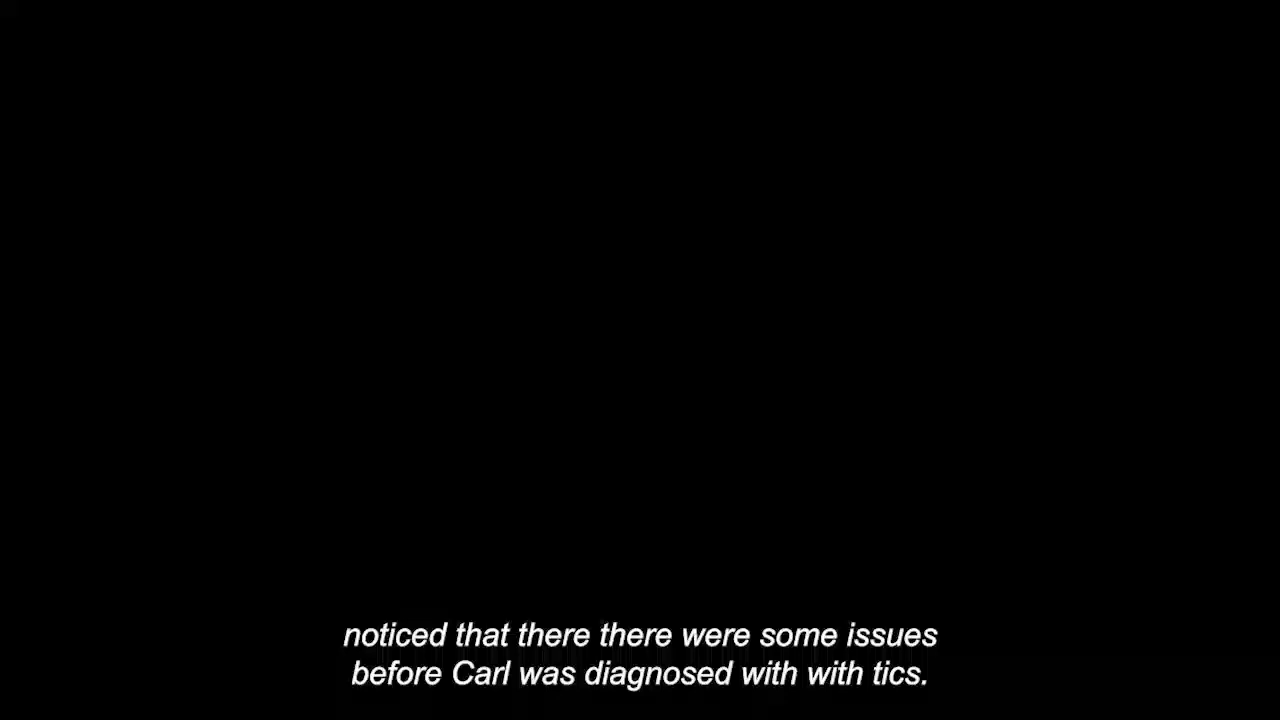 noticed that there there were some issues
before Carl was diagnosed with with tics.